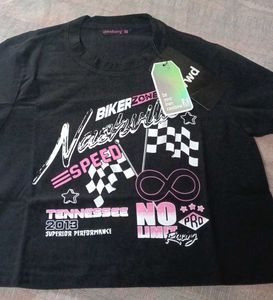 BIKER ZONE
Nashville
SPEED
TENNESSEE
2013
SUPERIOR PERFORMANCE
NO
LIMIT
Racing
PRO